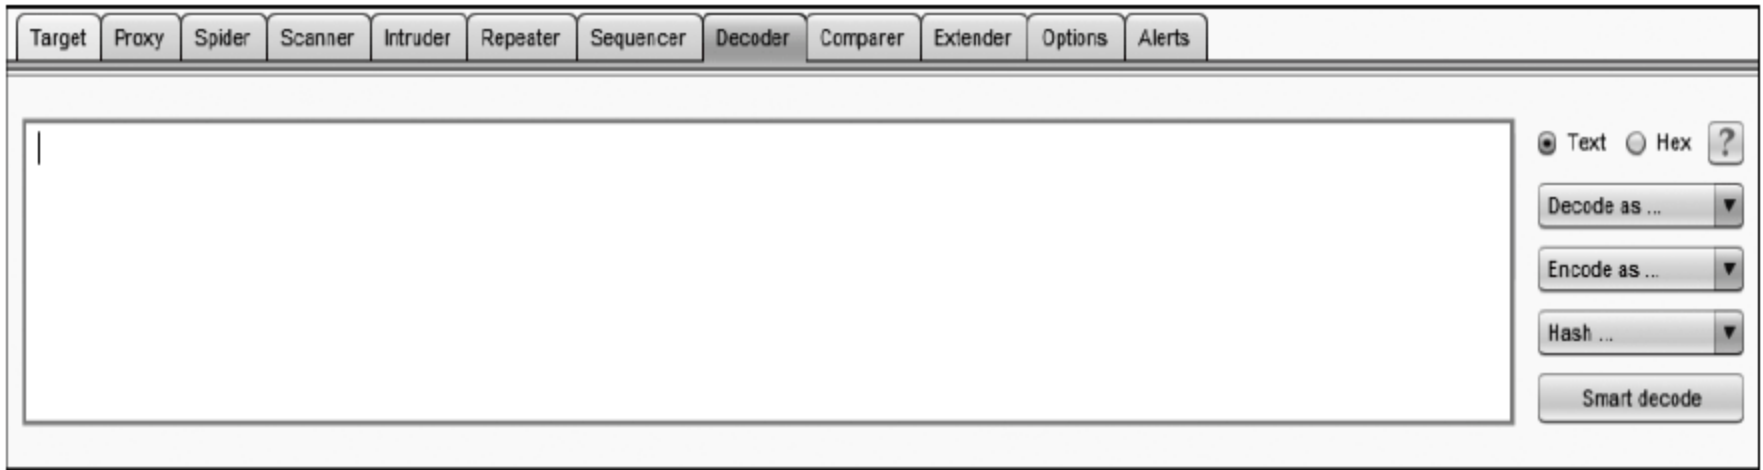 Target Proxy Spider Scanner Intruder Repeater Sequencer Decoder Comparer Extender Options Alerts
Text Hex ?
Decode as ...
Encode as ...
Hash ...
Smart decode